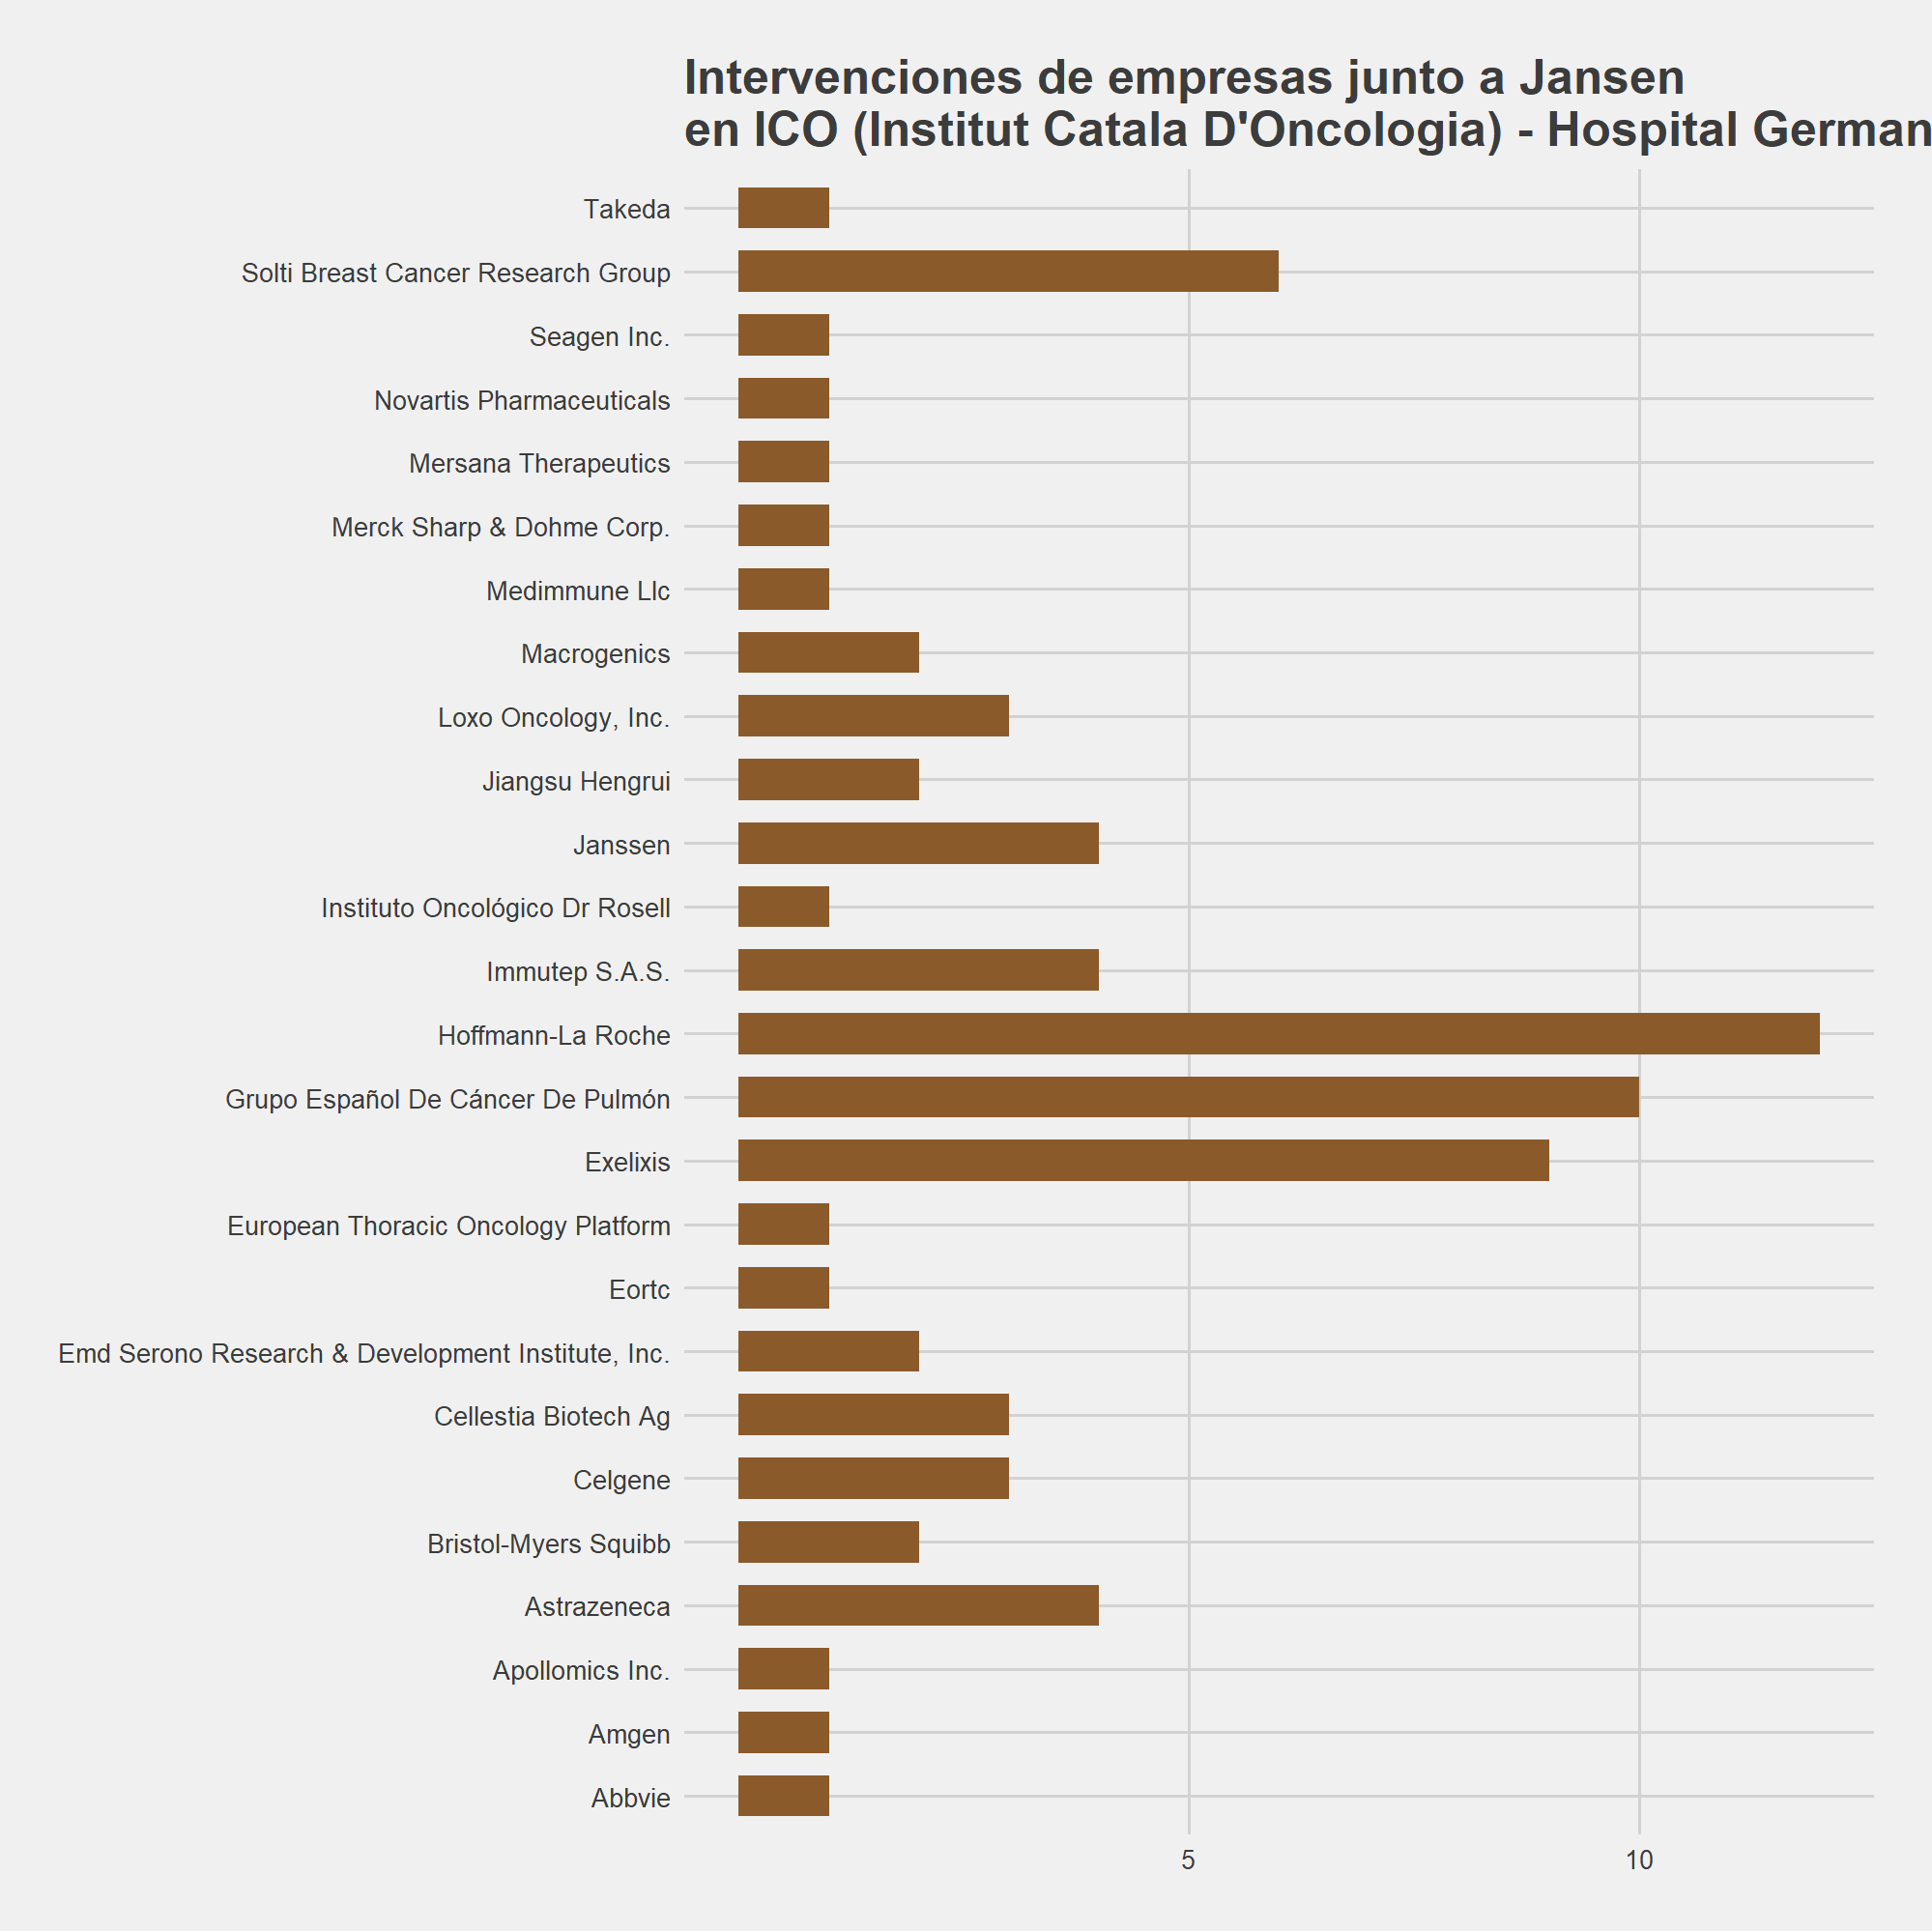 Intervenciones de empresas junto a Jansen
en ICO (Institut Catala D'Oncologia) - Hospital German
Takeda
Solti Breast Cancer Research Group
Seagen Inc.
Novartis Pharmaceuticals
Mersana Therapeutics
Merck Sharp & Dohme Corp.
Medimmune Llc
Macrogenics
Loxo Oncology, Inc.
Jiangsu Hengrui
Janssen
Instituto Oncológico Dr Rosell
Immutep S.A.S.
Hoffmann-La Roche
Grupo Español De Cáncer De Pulmón
Exelixis
European Thoracic Oncology Platform
Eortc
Emd Serono Research & Development Institute, Inc.
Cellestia Biotech Ag
Celgene
Bristol-Myers Squibb
Astrazeneca
Apollomics Inc.
Amgen
Abbvie
5 10